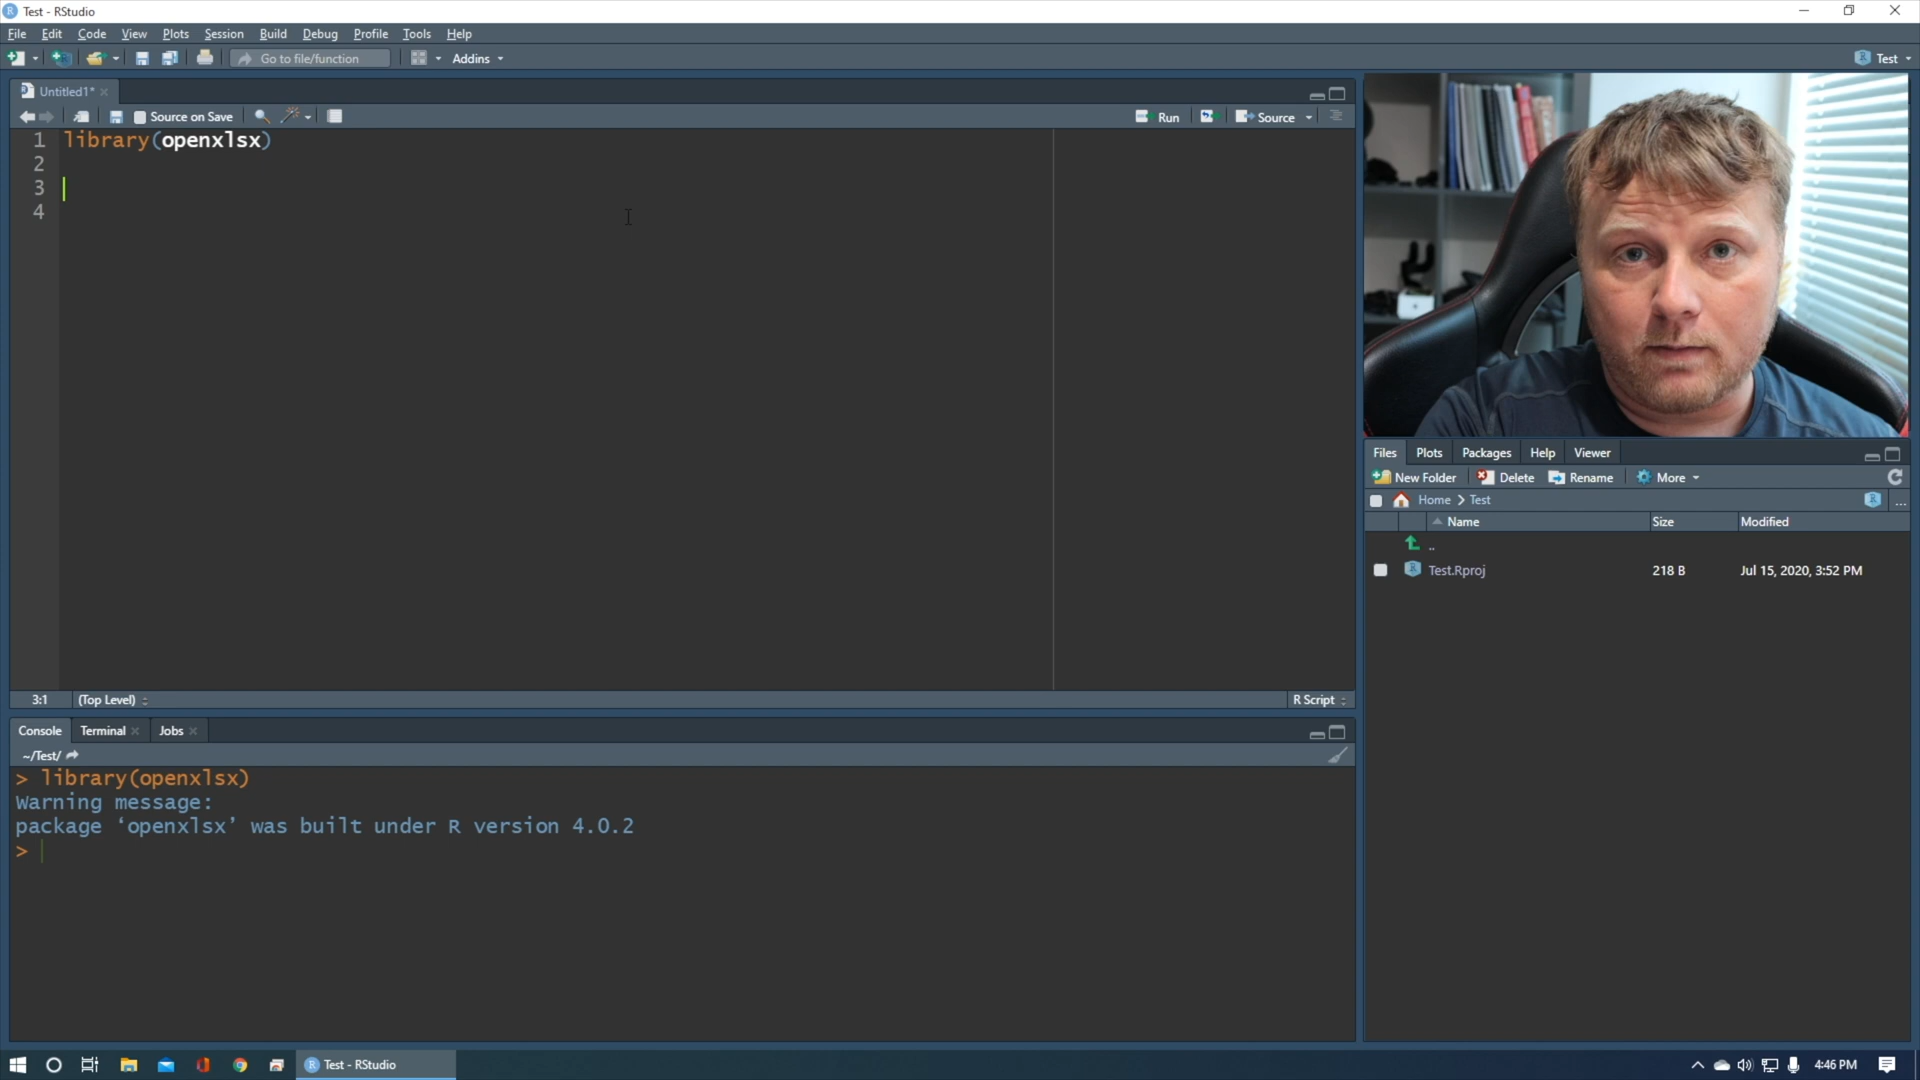 Test - RStudio
File Edit Code View Plots Session Build Debug Profile Tools Help
Go to file/function Addins Test
Untitled1*
Source on Save Run Source
1 library(openxlsx)
2
3
4
3:1 (Top Level) R Script
Console Terminal Jobs
~/Test/
> library(openxlsx)
Warning message:
package ‘openxlsx’ was built under R version 4.0.2
>
Files Plots Packages Help Viewer
New Folder Delete Rename More
Home > Test ...
Name Size Modified
..
Test.Rproj 218 B Jul 15, 2020, 3:52 PM
Test - RStudio 4:46 PM